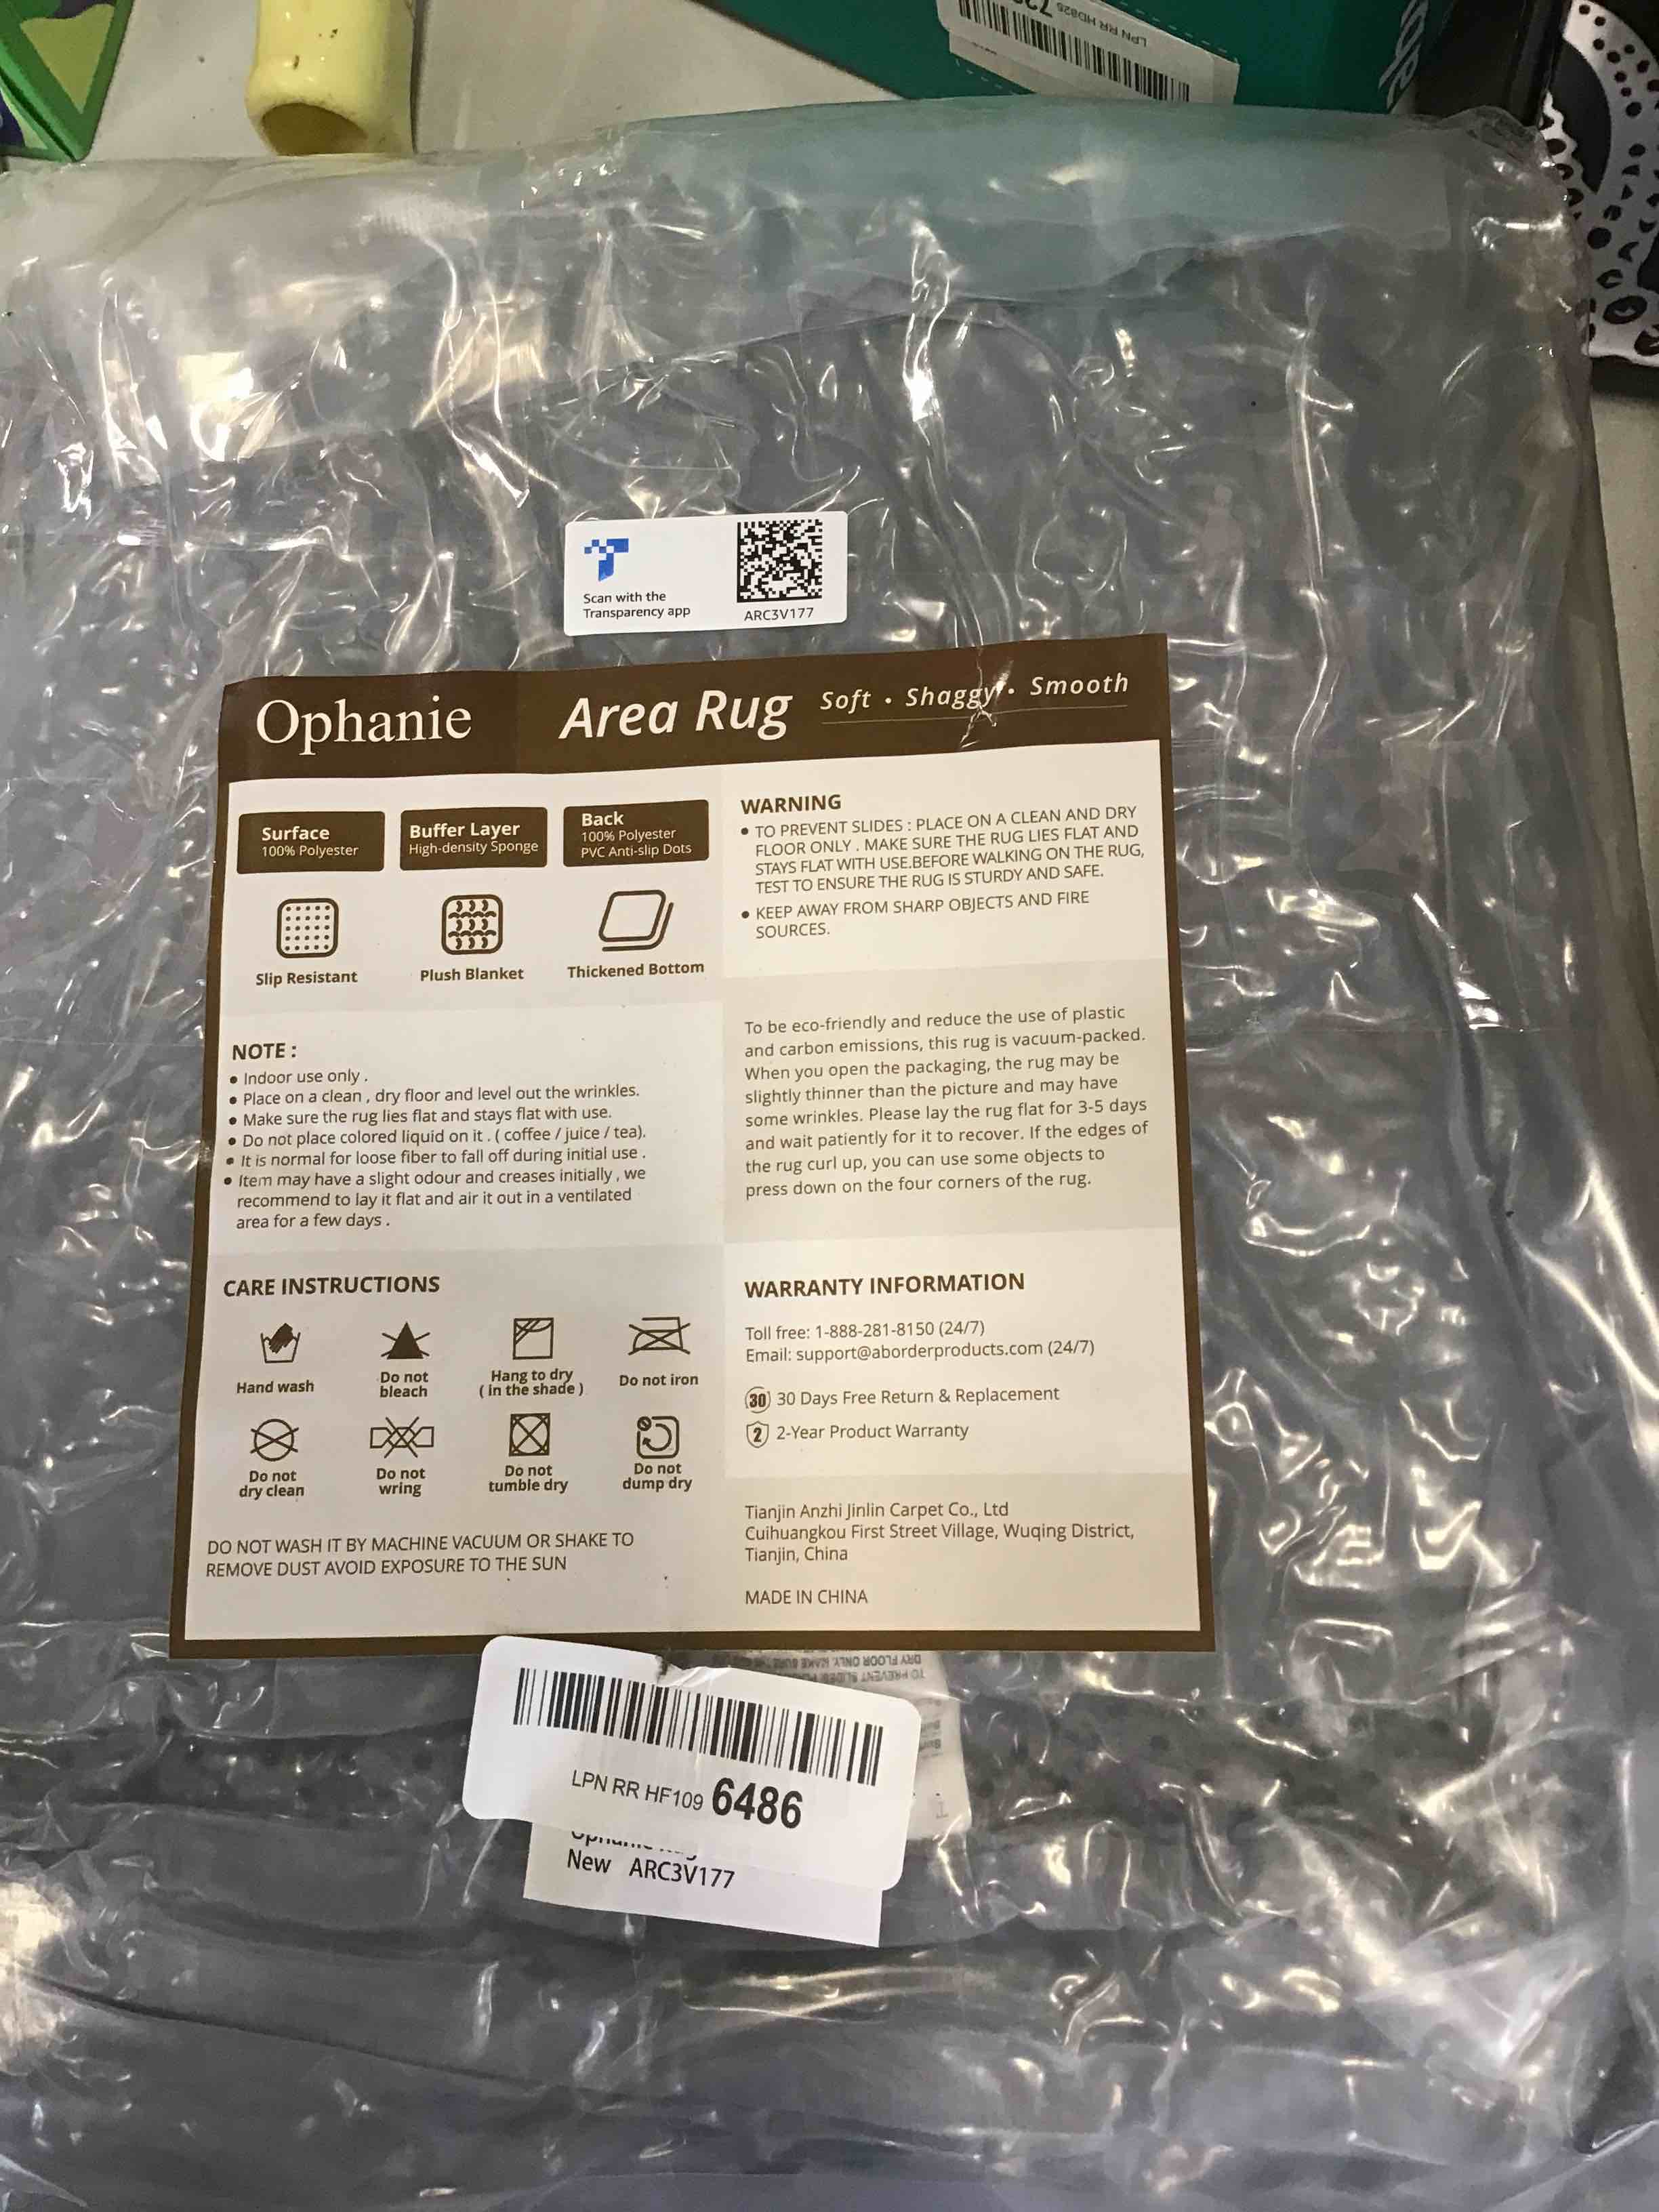 LPN RR HD826
Scan with the
Transparency app
ARC3V177
Ophanie
Area Rug
Soft • Shaggy • Smooth
Surface
100% Polyester
Buffer Layer
High-density Sponge
Back
100% Polyester
PVC Anti-slip Dots
Slip Resistant
Plush Blanket
Thickened Bottom
NOTE :
• Indoor use only .
• Place on a clean , dry floor and level out the wrinkles.
• Make sure the rug lies flat and stays flat with use.
• Do not place colored liquid on it . ( coffee / juice / tea).
• It is normal for loose fiber to fall off during initial use .
• Item may have a slight odour and creases initially , we
recommend to lay it flat and air it out in a ventilated
area for a few days .
CARE INSTRUCTIONS
Hand wash
Do not
bleach
Hang to dry
( in the shade )
Do not iron
Do not
dry clean
Do not
wring
Do not
tumble dry
Do not
dump dry
DO NOT WASH IT BY MACHINE VACUUM OR SHAKE TO
REMOVE DUST AVOID EXPOSURE TO THE SUN
WARNING
• TO PREVENT SLIDES : PLACE ON A CLEAN AND DRY
FLOOR ONLY . MAKE SURE THE RUG LIES FLAT AND
STAYS FLAT WITH USE.BEFORE WALKING ON THE RUG,
TEST TO ENSURE THE RUG IS STURDY AND SAFE.
• KEEP AWAY FROM SHARP OBJECTS AND FIRE
SOURCES.
To be eco-friendly and reduce the use of plastic
and carbon emissions, this rug is vacuum-packed.
When you open the packaging, the rug may be
slightly thinner than the picture and may have
some wrinkles. Please lay the rug flat for 3-5 days
and wait patiently for it to recover. If the edges of
the rug curl up, you can use some objects to
press down on the four corners of the rug.
WARRANTY INFORMATION
Toll free: 1-888-281-8150 (24/7)
Email: support@aborderproducts.com (24/7)
30 30 Days Free Return & Replacement
2 2-Year Product Warranty
Tianjin Anzhi Jinlin Carpet Co., Ltd
Cuihuangkou First Street Village, Wuqing District,
Tianjin, China
MADE IN CHINA
TO PREVENT
DRY FLOOR ONLY
LPN RR HF109 6486
New ARC3V177